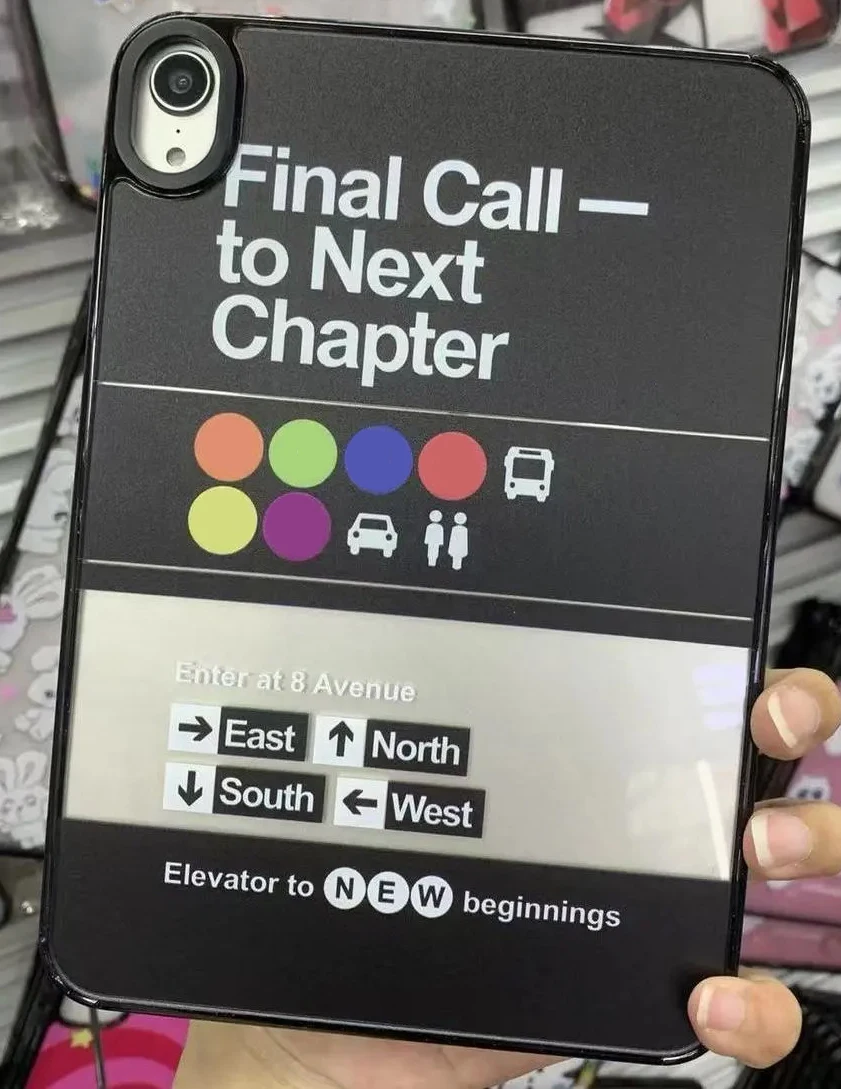 Final Call —
to Next
Chapter
Enter at 8 Avenue
→ East ↑ North
↓ South ← West
Elevator to NEW beginnings